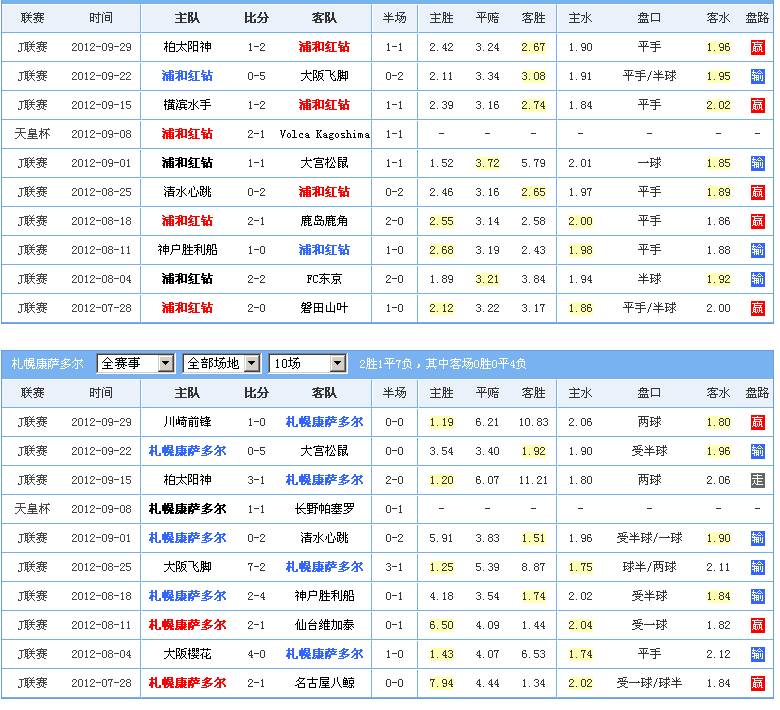 联赛 时间 主队 比分 客队 半场 主胜 平赔 客胜 主水 盘口 客水 盘路
J联赛 2012-09-29 柏太阳神 1-2 浦和红钻 1-1 2.42 3.24 2.67 1.90 平手 1.96 赢
J联赛 2012-09-22 浦和红钻 0-5 大阪飞脚 0-2 2.11 3.34 3.08 1.91 平手/半球 1.95 输
J联赛 2012-09-15 横滨水手 1-2 浦和红钻 1-1 2.39 3.16 2.74 1.84 平手 2.02 赢
天皇杯 2012-09-08 浦和红钻 2-1 Volca Kagoshima 1-1 - - - - - - -
J联赛 2012-09-01 浦和红钻 1-1 大宫松鼠 1-1 1.52 3.72 5.79 2.01 一球 1.85 输
J联赛 2012-08-25 清水心跳 0-2 浦和红钻 0-2 2.46 3.16 2.65 1.97 平手 1.89 赢
J联赛 2012-08-18 浦和红钻 2-1 鹿岛鹿角 2-0 2.55 3.14 2.58 2.00 平手 1.86 赢
J联赛 2012-08-11 神户胜利船 1-0 浦和红钻 1-0 2.68 3.19 2.43 1.98 平手 1.88 输
J联赛 2012-08-04 浦和红钻 2-2 FC东京 2-0 1.89 3.21 3.84 1.94 半球 1.92 输
J联赛 2012-07-28 浦和红钻 2-0 磐田山叶 1-0 2.12 3.22 3.17 1.86 平手/半球 2.00 赢
札幌康萨多尔 全赛事 全部场地 10场 2胜1平7负，其中客场0胜0平4负
联赛 时间 主队 比分 客队 半场 主胜 平赔 客胜 主水 盘口 客水 盘路
J联赛 2012-09-29 川崎前锋 1-0 札幌康萨多尔 0-0 1.19 6.21 10.83 2.06 两球 1.80 赢
J联赛 2012-09-22 札幌康萨多尔 0-5 大宫松鼠 0-0 3.54 3.40 1.92 1.90 受半球 1.96 输
J联赛 2012-09-15 柏太阳神 3-1 札幌康萨多尔 2-0 1.20 6.07 11.21 1.80 两球 2.06 走
天皇杯 2012-09-08 札幌康萨多尔 1-1 长野帕塞罗 0-1 - - - - - - -
J联赛 2012-09-01 札幌康萨多尔 0-2 清水心跳 0-2 5.91 3.83 1.51 1.96 受半球/一球 1.90 输
J联赛 2012-08-25 大阪飞脚 7-2 札幌康萨多尔 3-1 1.25 5.39 8.87 1.75 球半/两球 2.11 输
J联赛 2012-08-18 札幌康萨多尔 2-4 神户胜利船 0-1 4.18 3.54 1.74 2.02 受半球 1.84 输
J联赛 2012-08-11 札幌康萨多尔 2-1 仙台维加泰 0-1 6.50 4.09 1.44 2.04 受一球 1.82 赢
J联赛 2012-08-04 大阪樱花 4-0 札幌康萨多尔 1-0 1.43 4.07 6.53 1.74 平手 2.12 输
J联赛 2012-07-28 札幌康萨多尔 2-1 名古屋八鲸 0-0 7.94 4.44 1.34 2.02 受一球/球半 1.84 赢